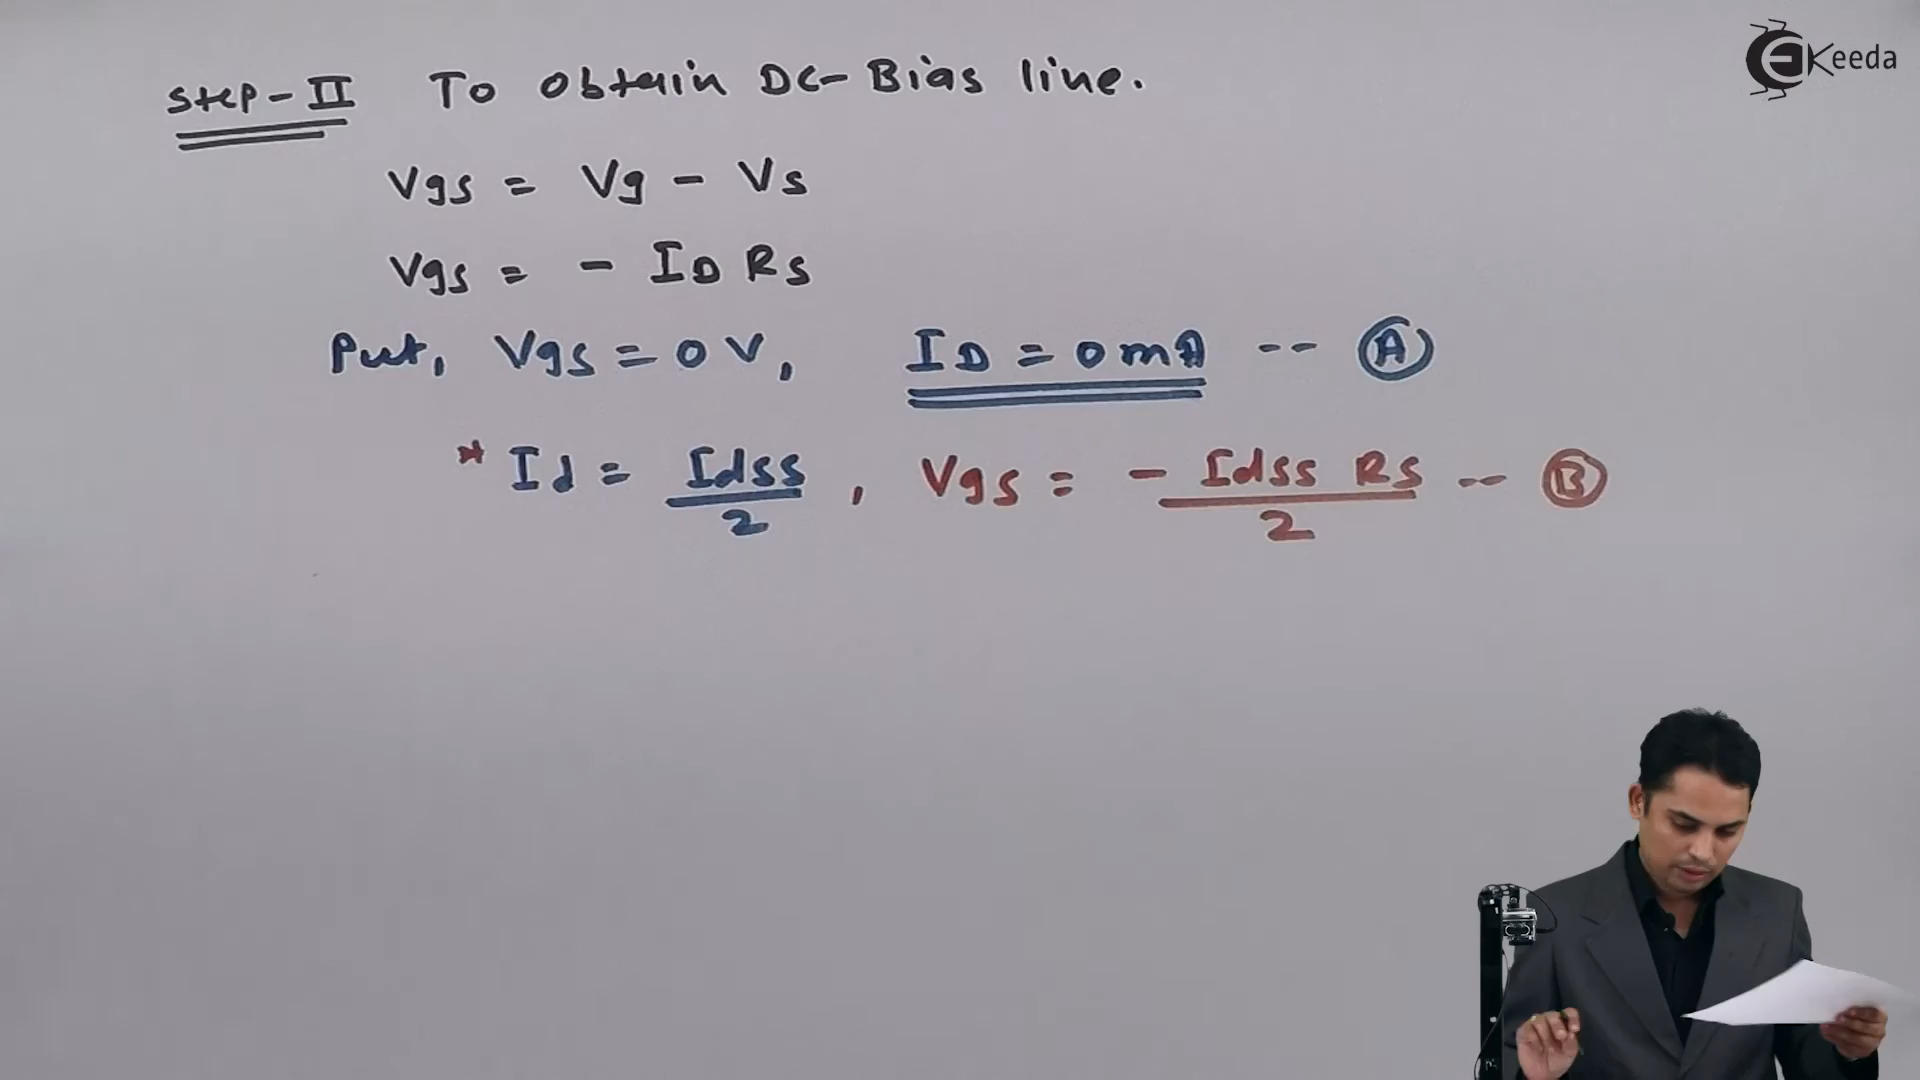 Ekeeda
Step-II To obtain DC-Bias line.
Vgs = Vg - Vs
Vgs = - ID Rs
Put, Vgs = 0 V, ID = 0 mA -- (A)
* Id = Idss/2 , Vgs = - Idss Rs/2 -- (B)